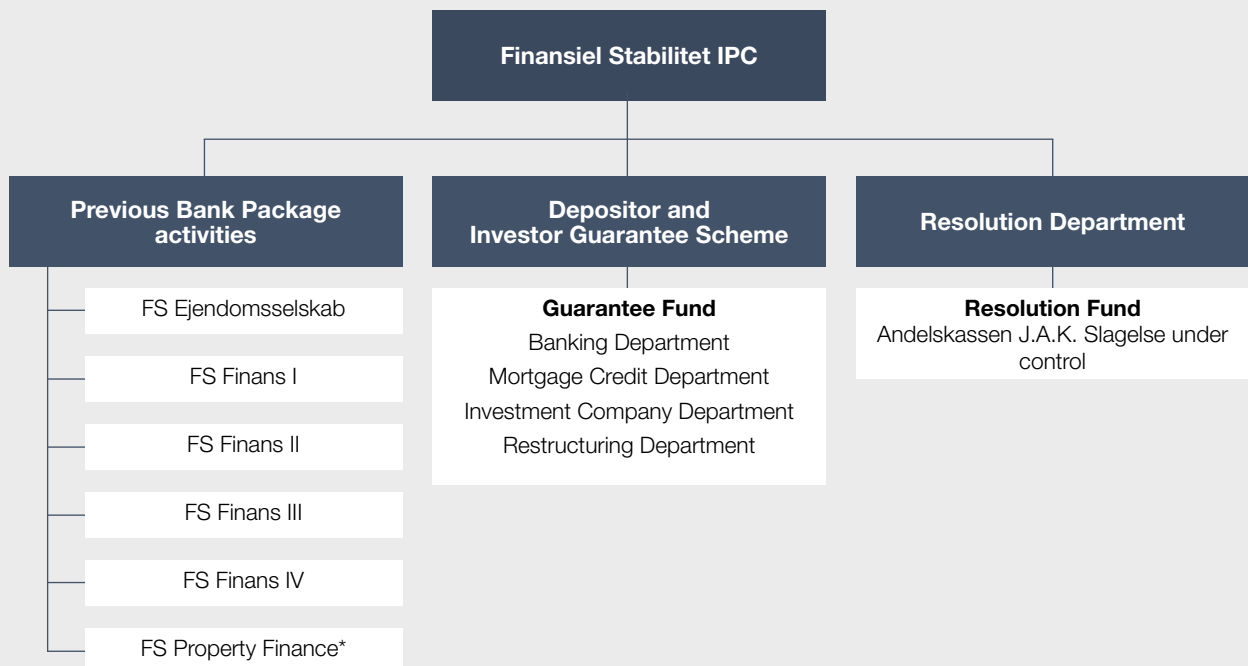 Finansiel Stabilitet IPC
Previous Bank Package
activities
FS Ejendomsselskab
FS Finans I
FS Finans II
FS Finans III
FS Finans IV
FS Property Finance*
Depositor and
Investor Guarantee Scheme
Guarantee Fund
Banking Department
Mortgage Credit Department
Investment Company Department
Restructuring Department
Resolution Department
Resolution Fund
Andelskassen J.A.K. Slagelse under
control